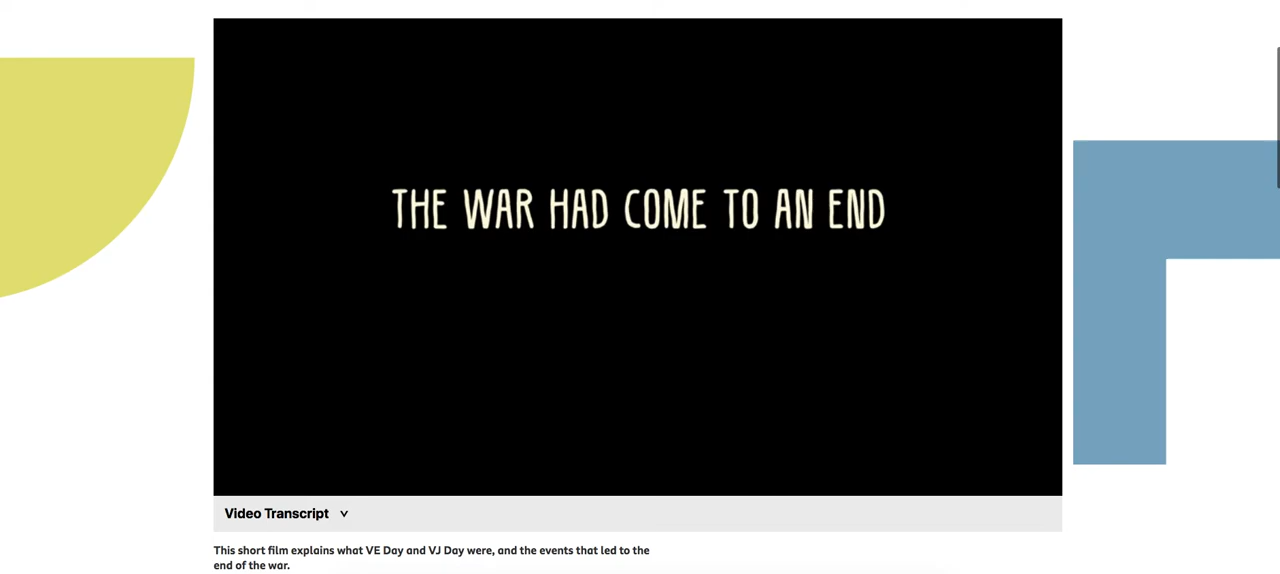 THE WAR HAD COME TO AN END
Video Transcript
This short film explains what VE Day and VJ Day were, and the events that led to the
end of the war.